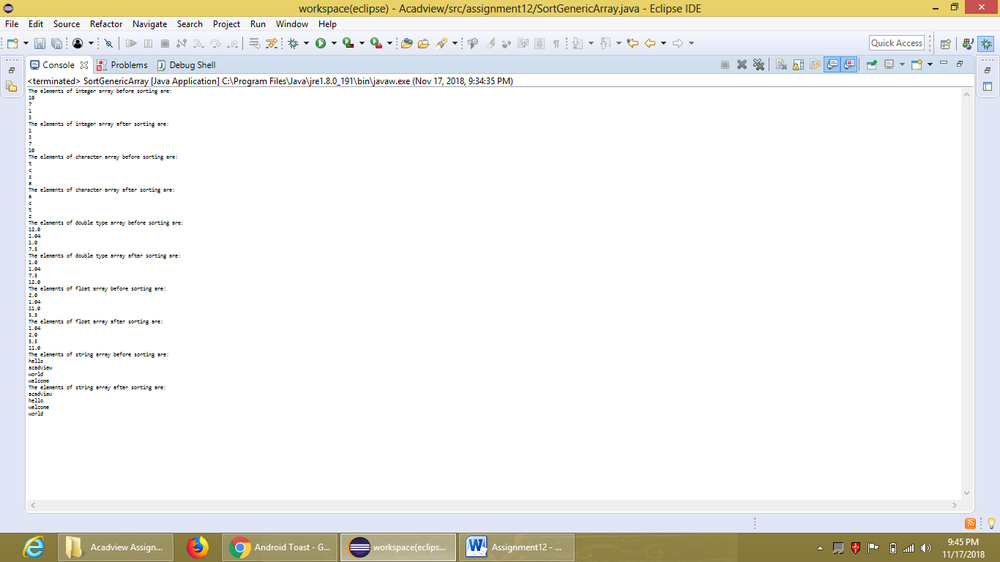 workspace(eclipse) - Acadview/src/assignment12/SortGenericArray.java - Eclipse IDE
File Edit Source Refactor Navigate Search Project Run Window Help
Quick Access
Console Problems Debug Shell
<terminated> SortGenericArray [Java Application] C:\Program Files\Java\jre1.8.0_191\bin\javaw.exe (Nov 17, 2018, 9:34:35 PM)
The elements of integer array before sorting are:
10
7
1
3
The elements of integer array after sorting are:
1
3
7
10
The elements of character array before sorting are:
t
c
z
a
The elements of character array after sorting are:
a
c
t
z
The elements of double type array before sorting are:
12.0
1.04
1.0
7.5
The elements of double type array after sorting are:
1.0
1.04
7.5
12.0
The elements of float array before sorting are:
2.0
1.04
11.0
5.5
The elements of float array after sorting are:
1.04
2.0
5.5
11.0
The elements of string array before sorting are:
hello
acadview
world
welcome
The elements of string array after sorting are:
acadview
hello
welcome
world
Acadview Assign... Android Toast - G... workspace(eclips... Assignment12 - ... 9:45 PM
11/17/2018